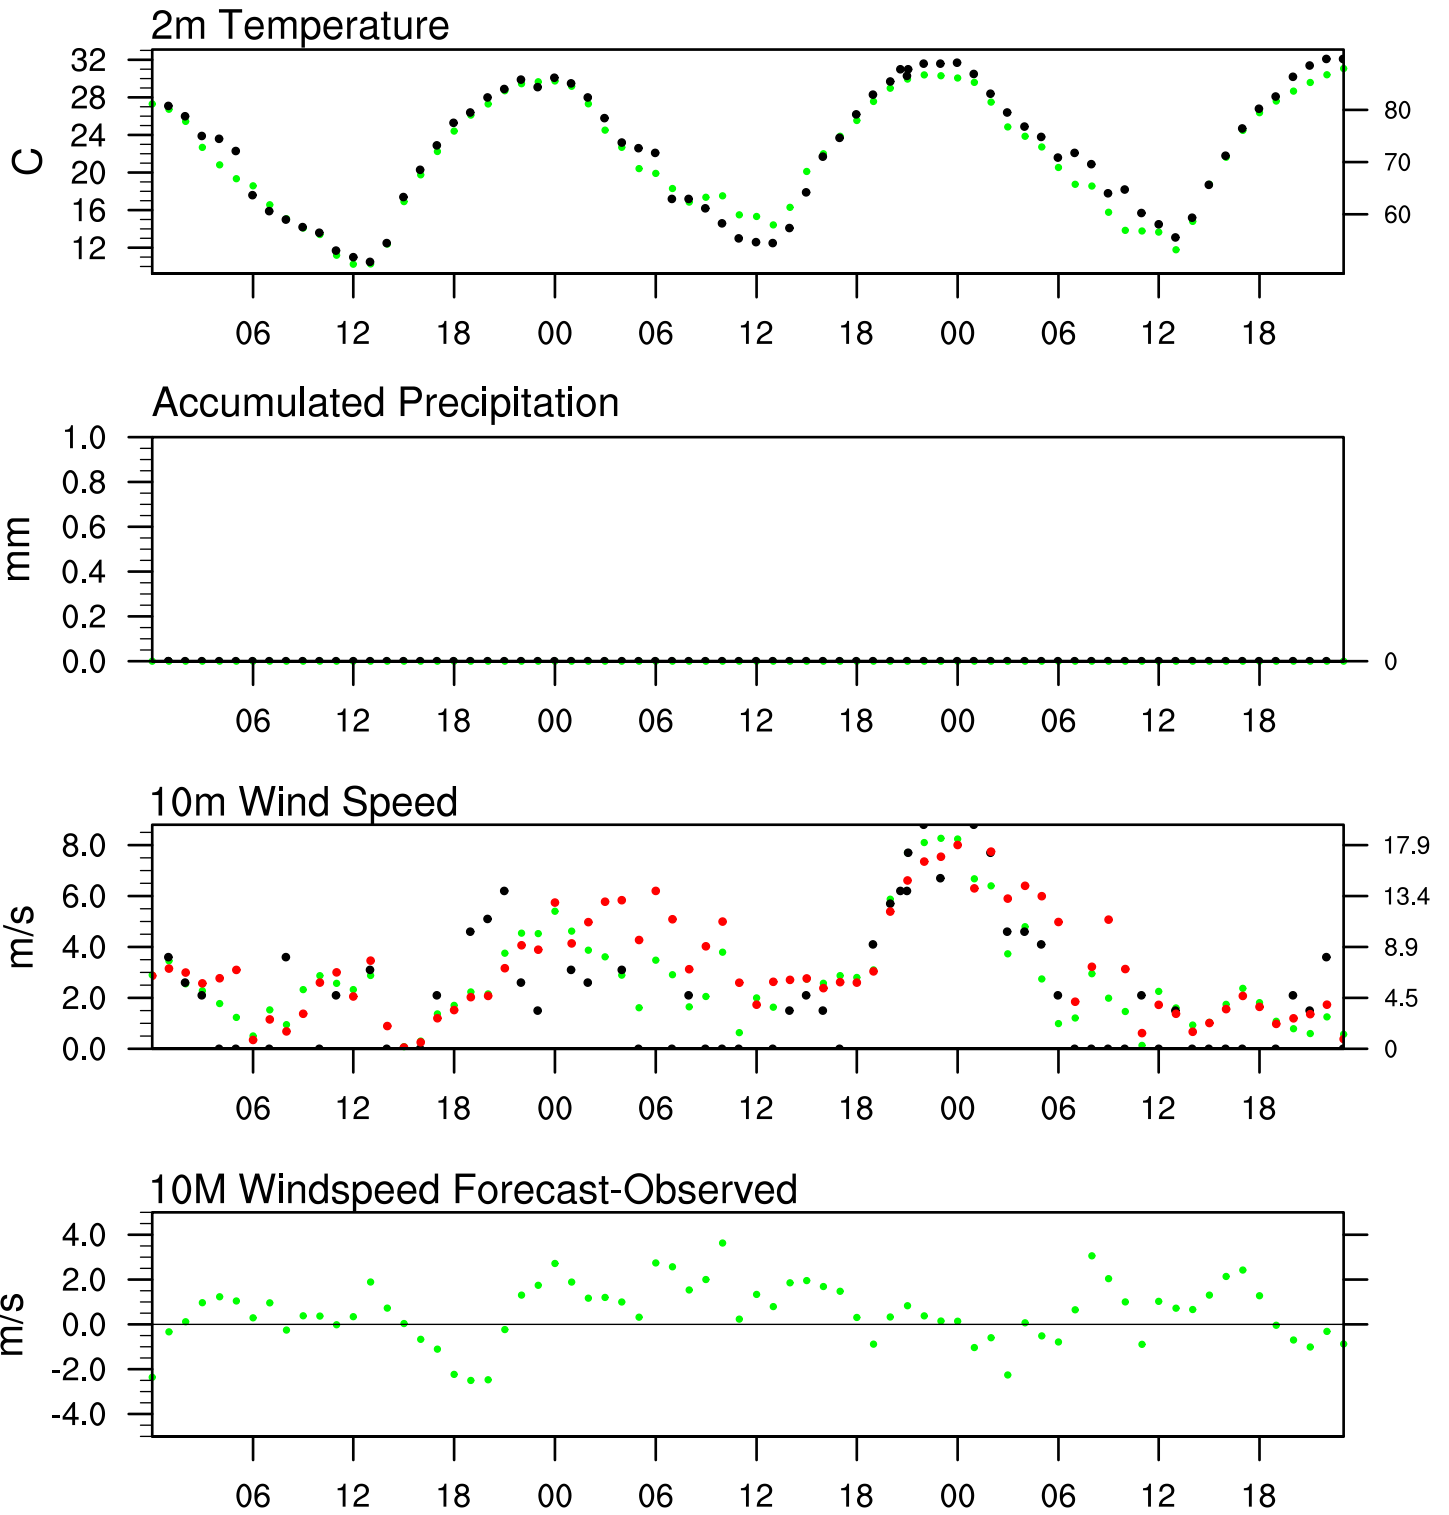 2m Temperature
32
28
24
20
16
12
C
80
70
60
06 12 18 00 06 12 18 00 06 12 18
Accumulated Precipitation
1.0
0.8
0.6
0.4
0.2
0.0
mm
0
06 12 18 00 06 12 18 00 06 12 18
10m Wind Speed
8.0
6.0
4.0
2.0
0.0
m/s
17.9
13.4
8.9
4.5
0
06 12 18 00 06 12 18 00 06 12 18
10M Windspeed Forecast-Observed
4.0
2.0
0.0
-2.0
-4.0
m/s
06 12 18 00 06 12 18 00 06 12 18